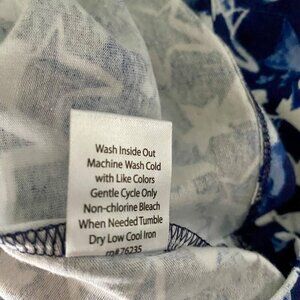 Wash Inside Out
Machine Wash Cold
with Like Colors
Gentle Cycle Only
Non-chlorine Bleach
When Needed Tumble
Dry Low Cool Iron
rn#76235